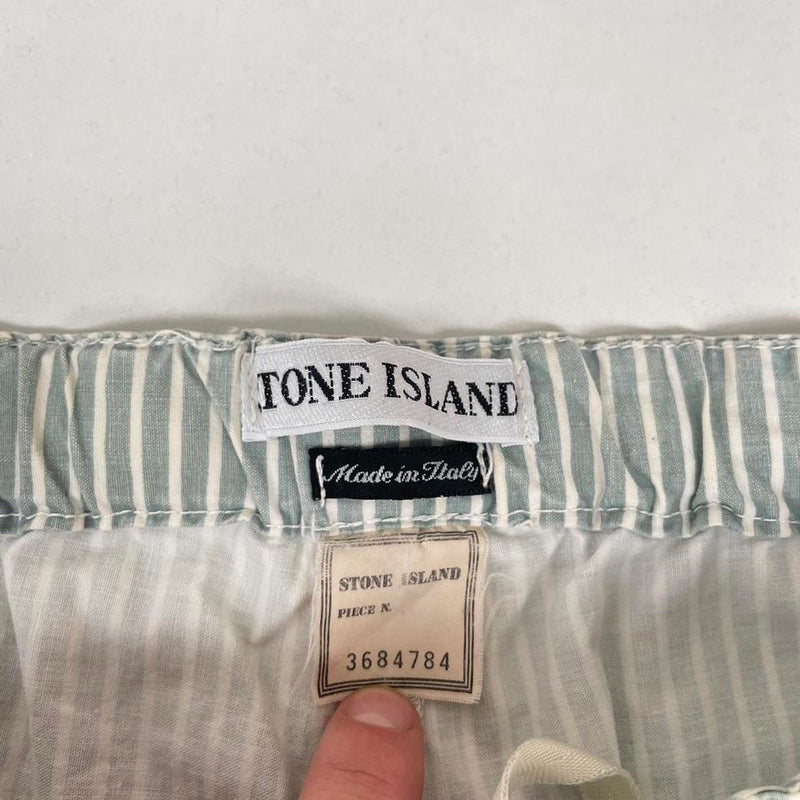 STONE ISLAND
Made in Italy
STONE ISLAND
PIECE N.
3684784